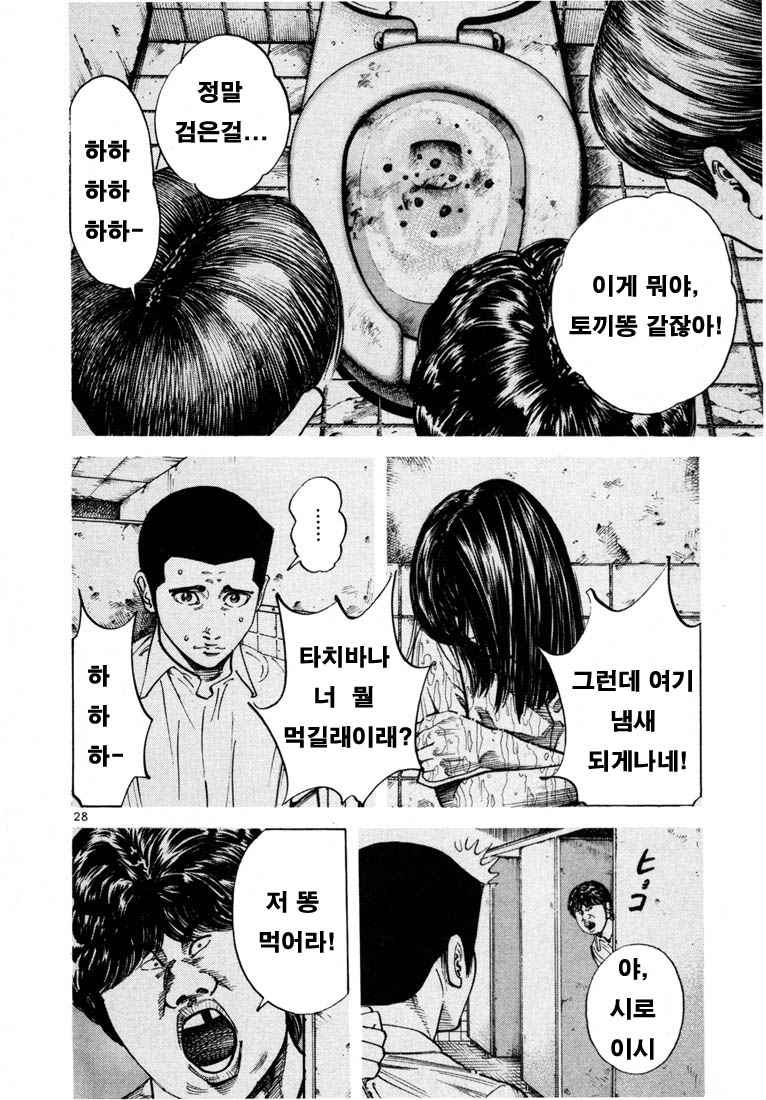 이게 뭐야,
토끼똥 같잖아!
정말
검은걸...
하하
하하
하하-
그런데 여기
냄새
되게나네!
타치바나
너 뭘
먹길래이래?
......
하
하
하-
28
ヒョコ
야,
시로
이시
저 똥
먹어라!